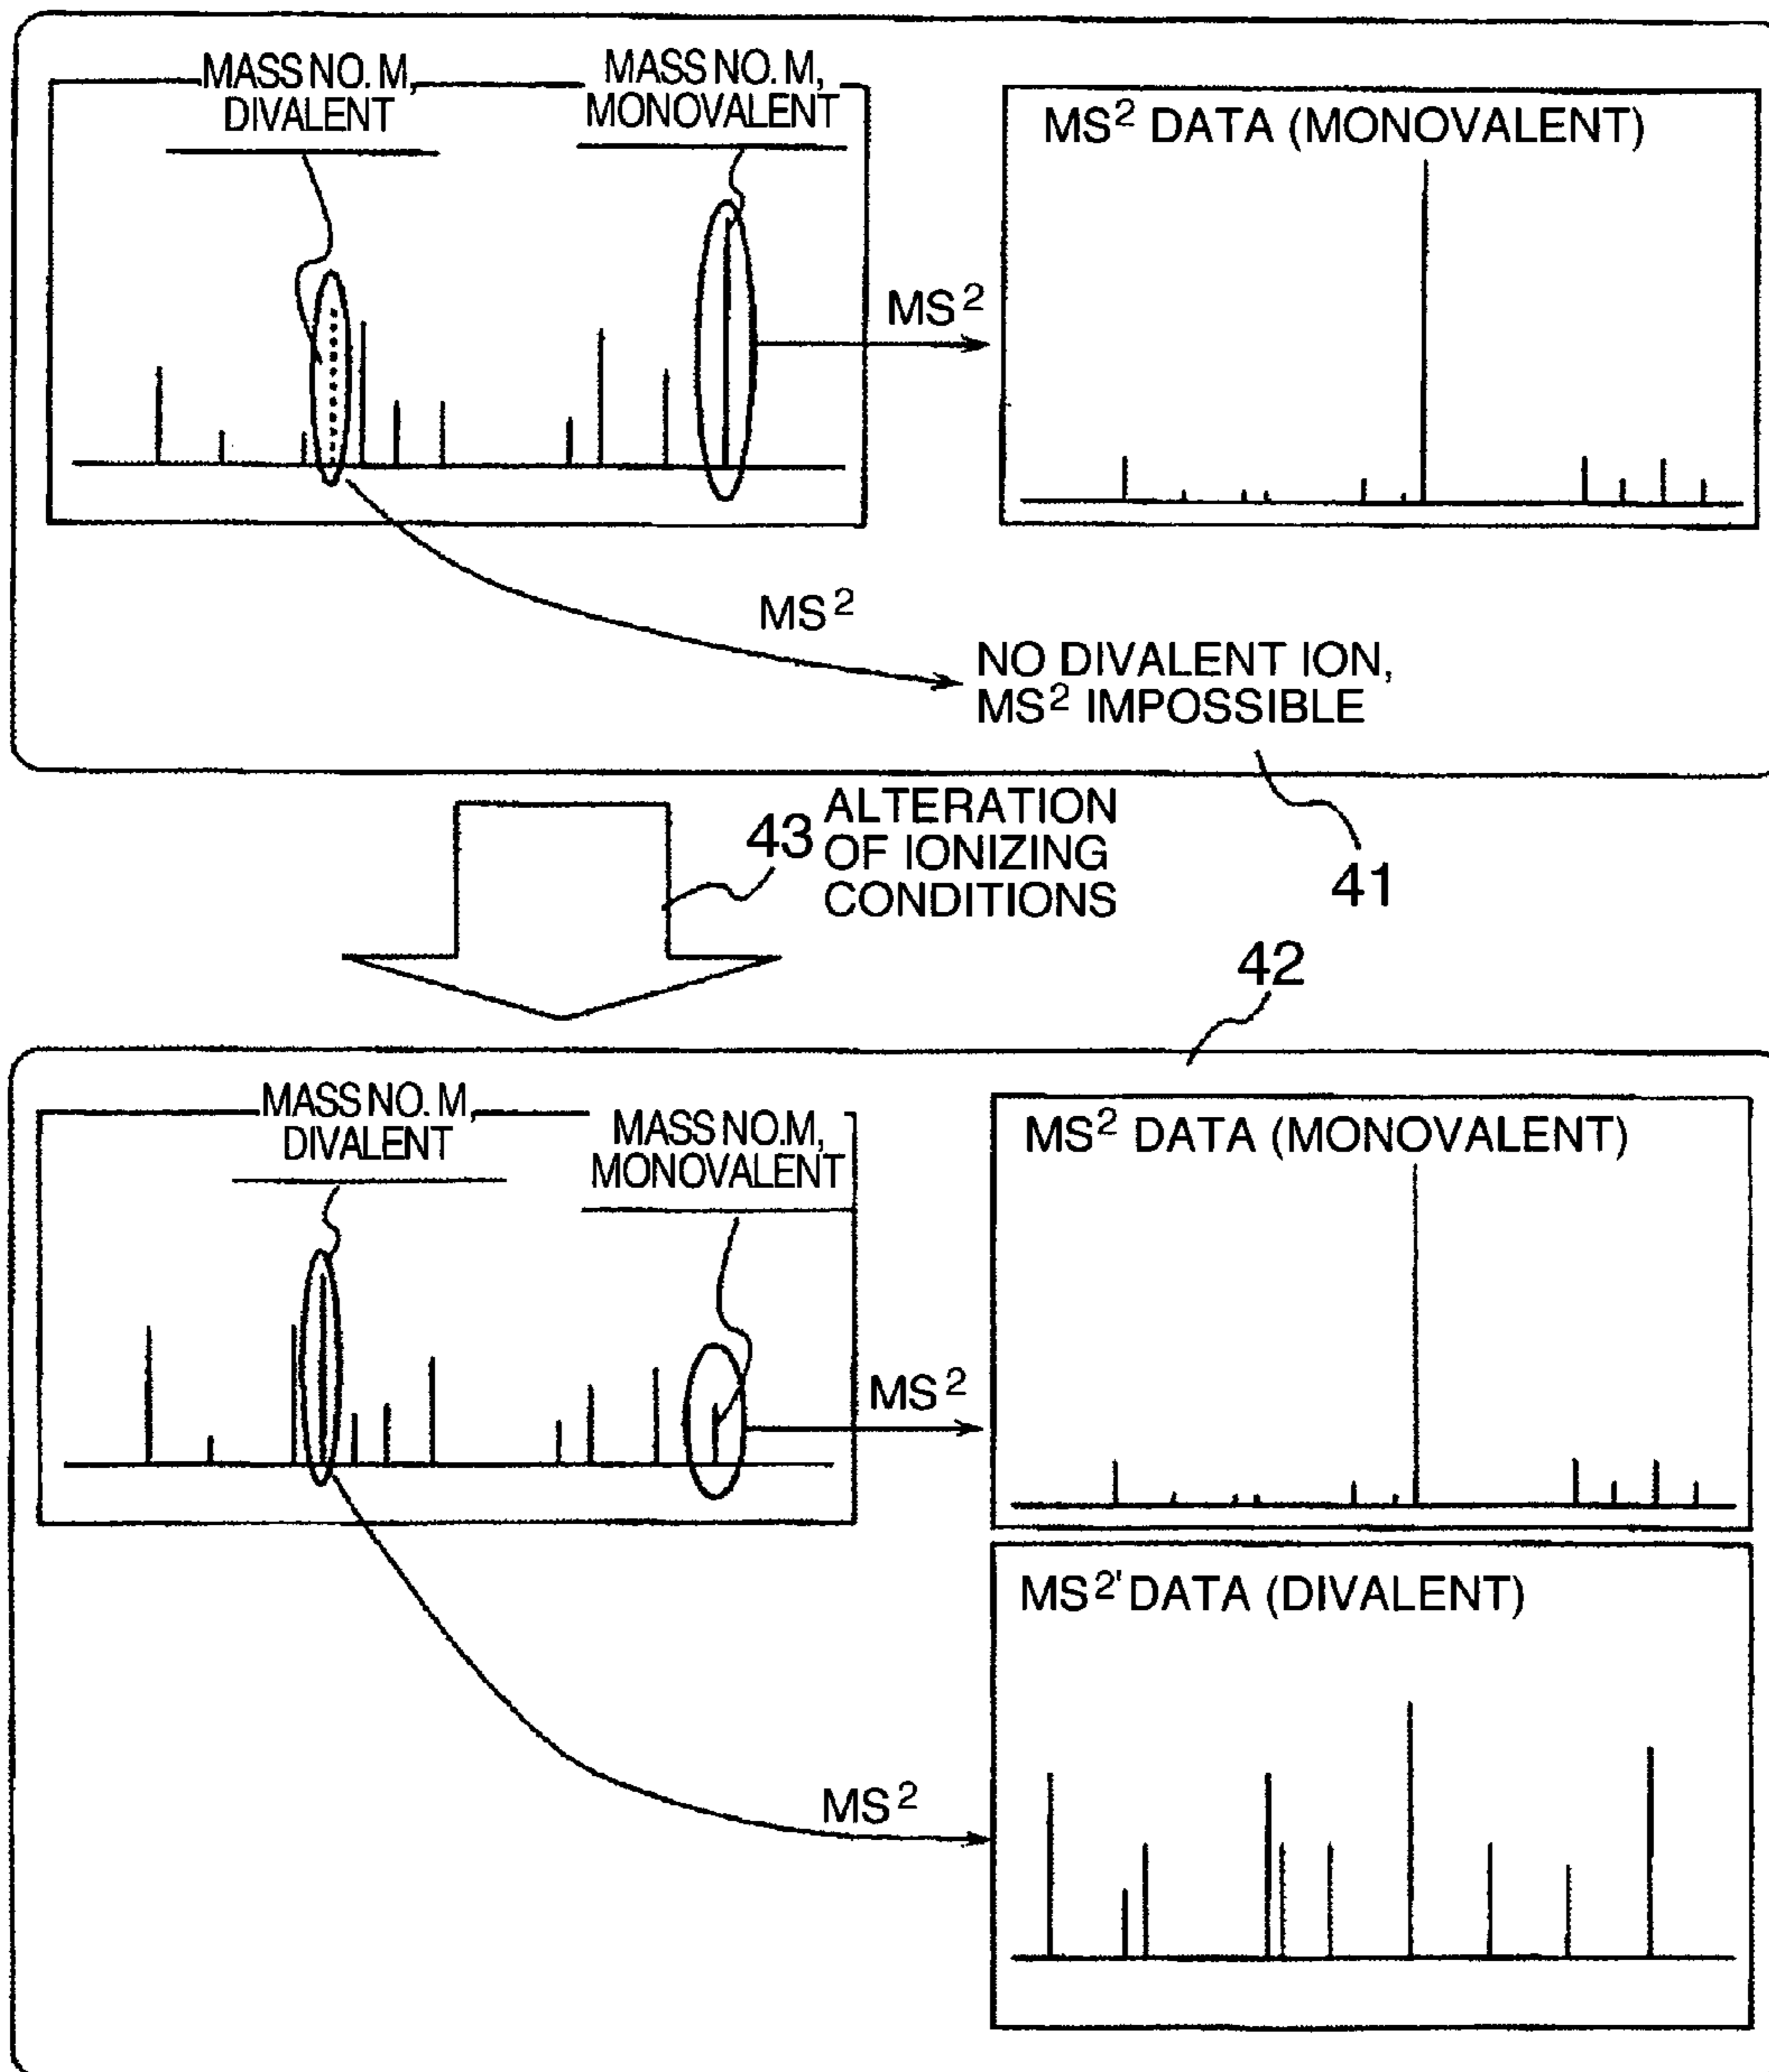 MASS NO. M,
DIVALENT
MASS NO. M,
MONOVALENT
MS² DATA (MONOVALENT)
MS²
MS²
NO DIVALENT ION,
MS² IMPOSSIBLE
41
43
ALTERATION
OF IONIZING
CONDITIONS
42
MASS NO. M,
DIVALENT
MASS NO.M,
MONOVALENT
MS² DATA (MONOVALENT)
MS²
MS²' DATA (DIVALENT)
MS²